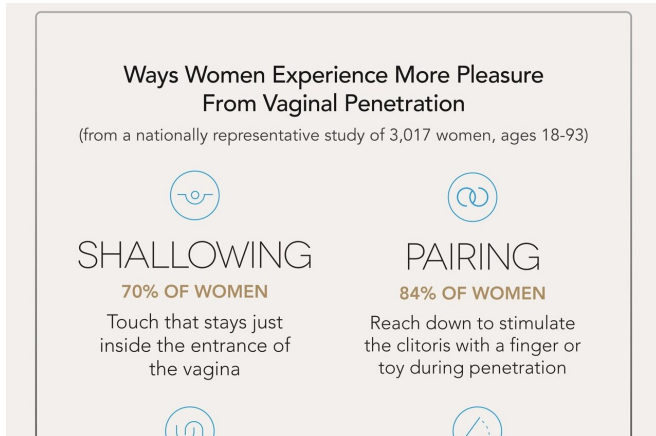 Ways Women Experience More Pleasure
From Vaginal Penetration
(from a nationally representative study of 3,017 women, ages 18-93)
SHALLOWING
70% OF WOMEN
Touch that stays just
inside the entrance of
the vagina
PAIRING
84% OF WOMEN
Reach down to stimulate
the clitoris with a finger or
toy during penetration